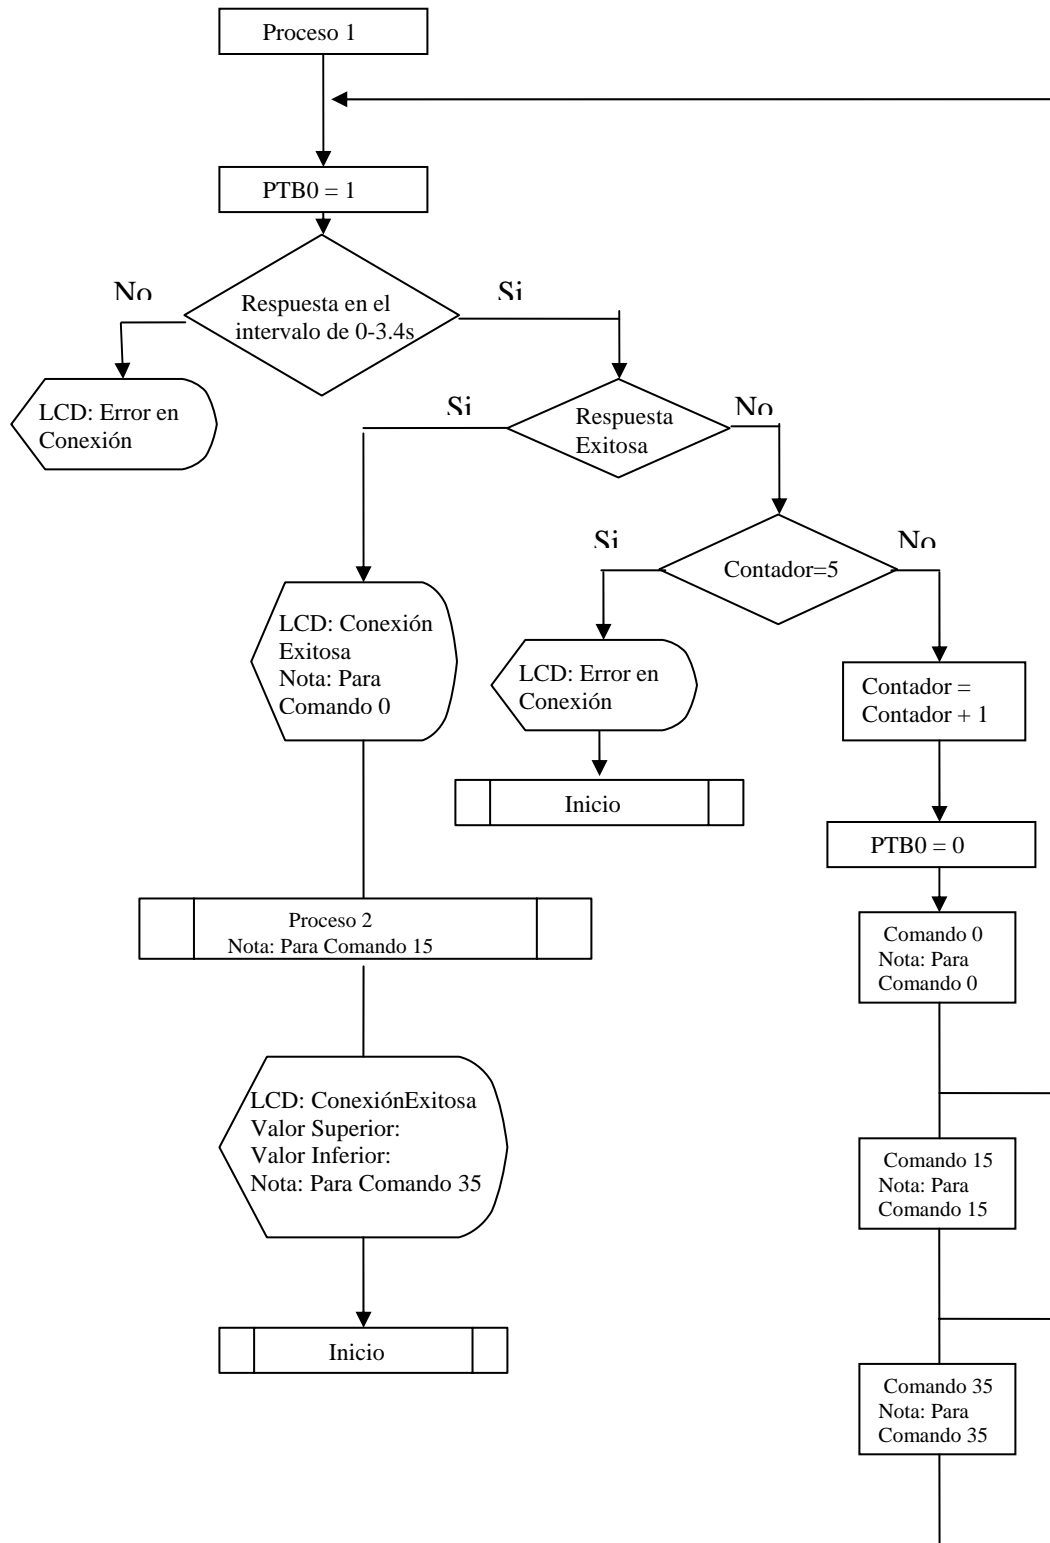 Proceso 1
PTB0 = 1
No
Si
Respuesta en el
intervalo de 0-3.4s
LCD: Error en
Conexión
Si
No
Respuesta
Exitosa
Si
No
Contador=5
LCD: Conexión
Exitosa
Nota: Para
Comando 0
LCD: Error en
Conexión
Contador =
Contador + 1
Inicio
PTB0 = 0
Proceso 2
Nota: Para Comando 15
Comando 0
Nota: Para
Comando 0
LCD: ConexiónExitosa
Valor Superior:
Valor Inferior:
Nota: Para Comando 35
Comando 15
Nota: Para
Comando 15
Inicio
Comando 35
Nota: Para
Comando 35